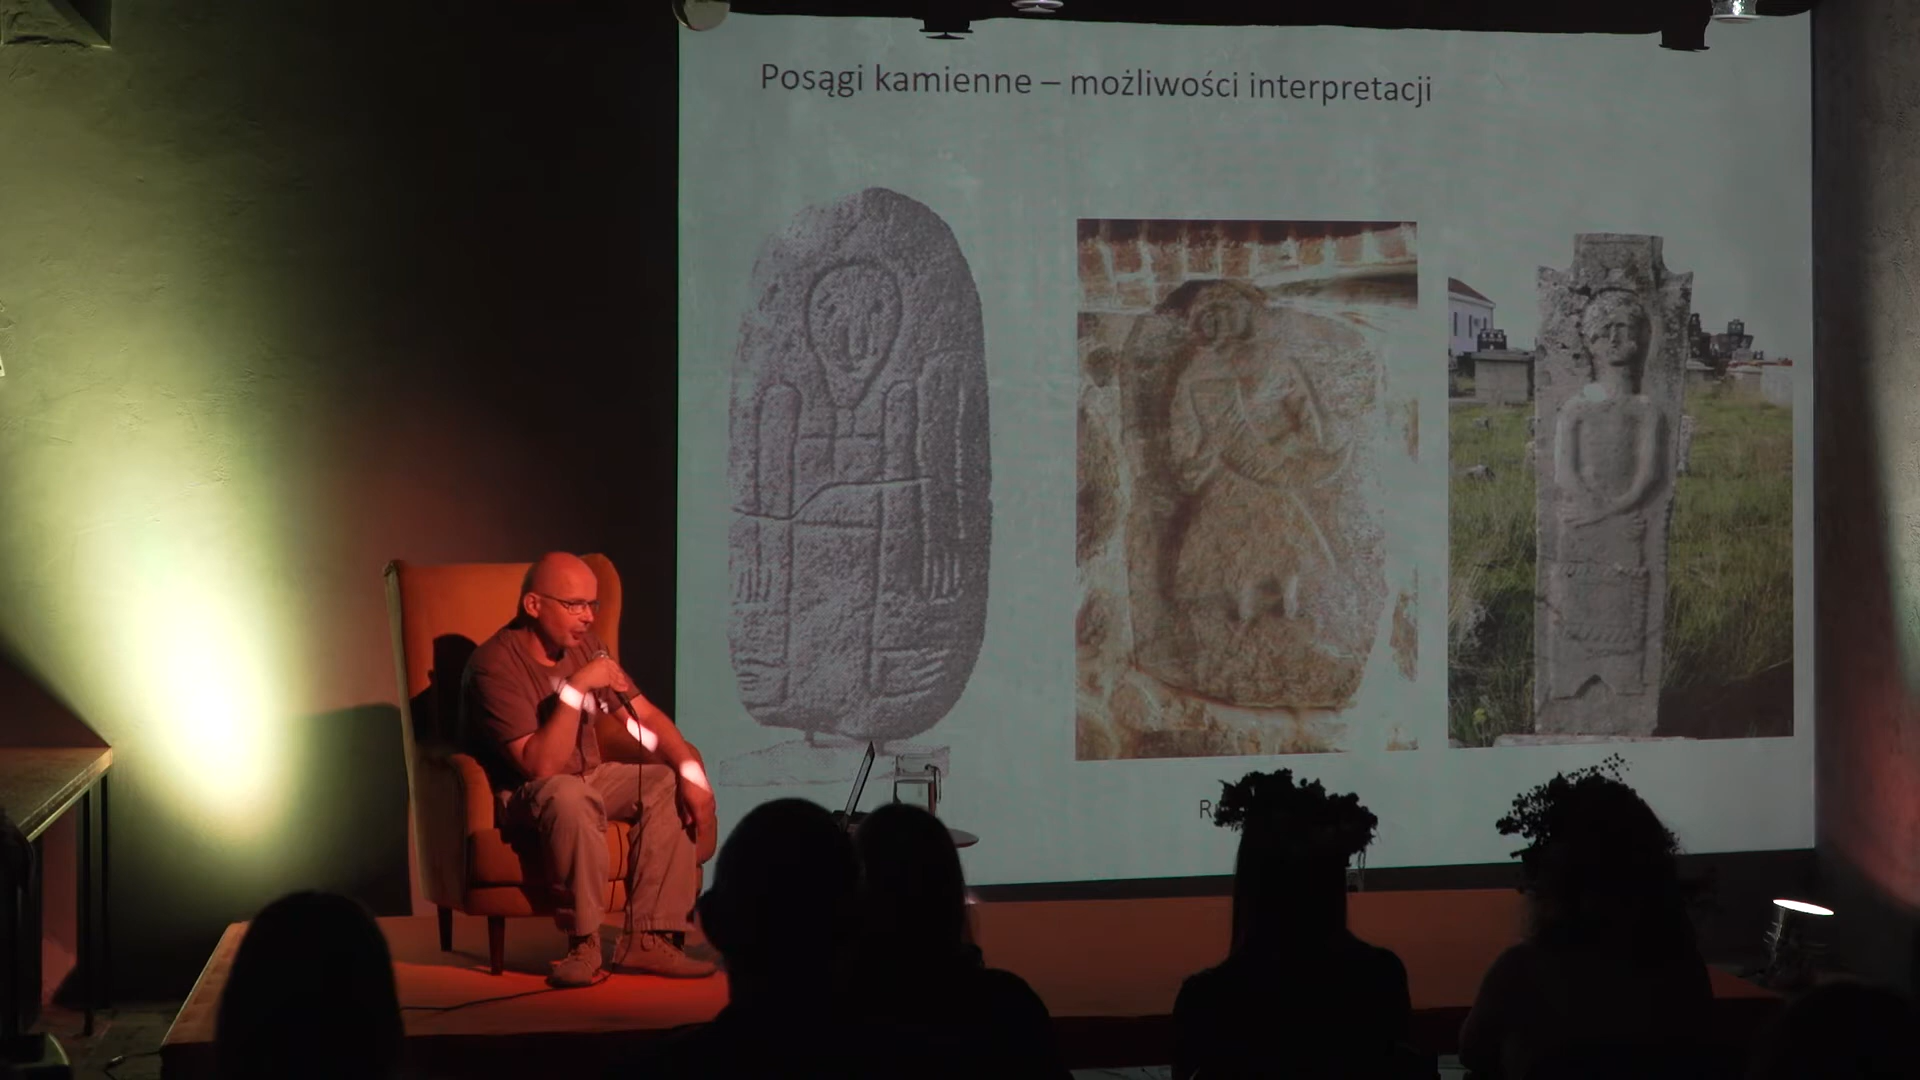 Posągi kamienne – możliwości interpretacji